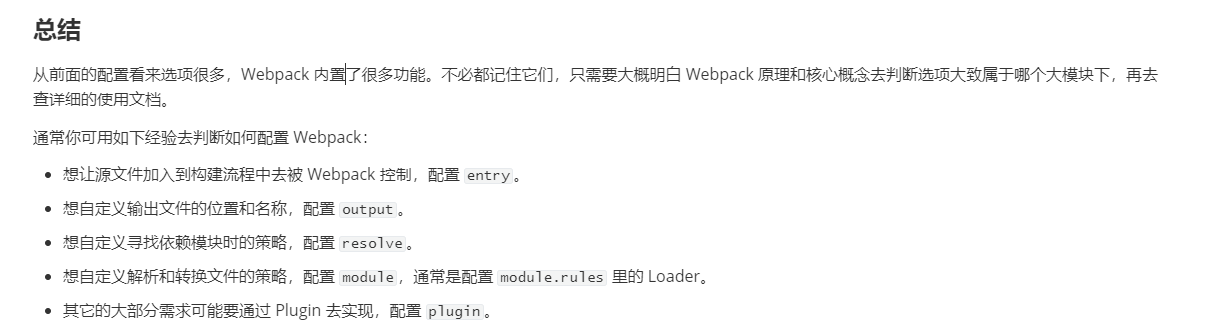 总结
从前面的配置看来选项很多，Webpack 内置了很多功能。不必都记住它们，只需要大概明白 Webpack 原理和核心概念去判断选项大致属于哪个大模块下，再去
查详细的使用文档。
通常你可用如下经验去判断如何配置 Webpack：
• 想让源文件加入到构建流程中去被 Webpack 控制，配置 entry。
• 想自定义输出文件的位置和名称，配置 output。
• 想自定义寻找依赖模块时的策略，配置 resolve。
• 想自定义解析和转换文件的策略，配置 module，通常是配置 module.rules 里的 Loader。
• 其它的大部分需求可能要通过 Plugin 去实现，配置 plugin。